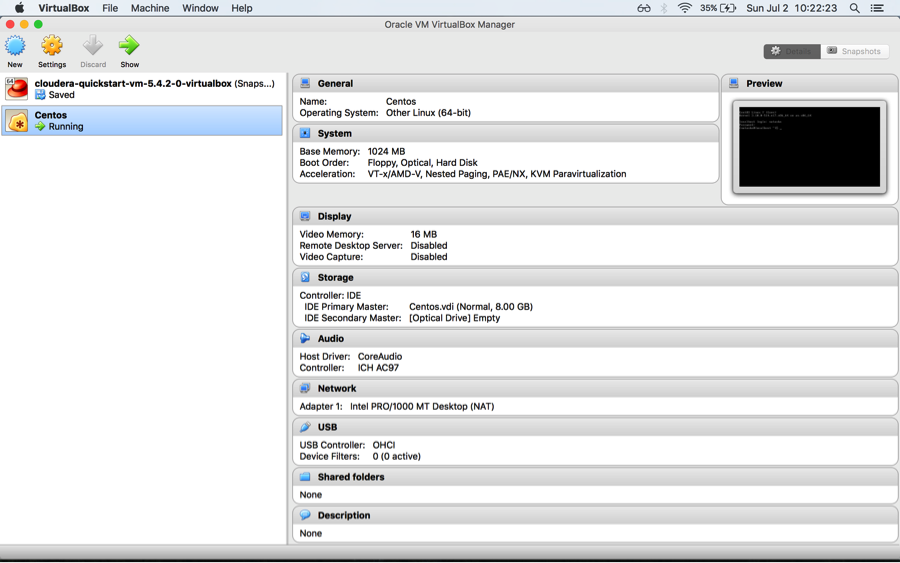 VirtualBox File Machine Window Help 35% Sun Jul 2 10:22:23
Oracle VM VirtualBox Manager
New Settings Discard Show Details Snapshots
64 cloudera-quickstart-vm-5.4.2-0-virtualbox (Snaps...)
Saved
Centos
Running
General
Name: Centos
Operating System: Other Linux (64-bit)
System
Base Memory: 1024 MB
Boot Order: Floppy, Optical, Hard Disk
Acceleration: VT-x/AMD-V, Nested Paging, PAE/NX, KVM Paravirtualization
Preview
Display
Video Memory: 16 MB
Remote Desktop Server: Disabled
Video Capture: Disabled
Storage
Controller: IDE
IDE Primary Master: Centos.vdi (Normal, 8.00 GB)
IDE Secondary Master: [Optical Drive] Empty
Audio
Host Driver: CoreAudio
Controller: ICH AC97
Network
Adapter 1: Intel PRO/1000 MT Desktop (NAT)
USB
USB Controller: OHCI
Device Filters: 0 (0 active)
Shared folders
None
Description
None